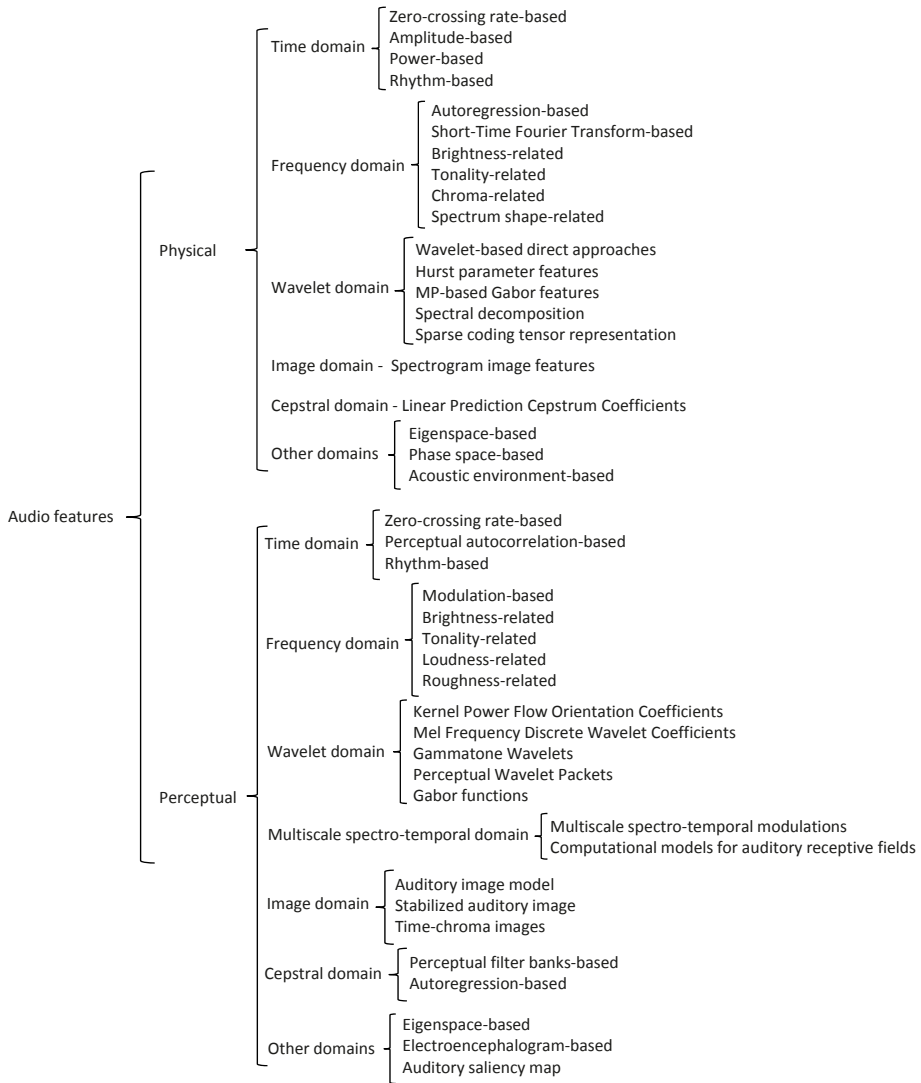 Audio features
Physical
Time domain
Zero-crossing rate-based
Amplitude-based
Power-based
Rhythm-based
Frequency domain
Autoregression-based
Short-Time Fourier Transform-based
Brightness-related
Tonality-related
Chroma-related
Spectrum shape-related
Wavelet domain
Wavelet-based direct approaches
Hurst parameter features
MP-based Gabor features
Spectral decomposition
Sparse coding tensor representation
Image domain - Spectrogram image features
Cepstral domain - Linear Prediction Cepstrum Coefficients
Other domains
Eigenspace-based
Phase space-based
Acoustic environment-based
Perceptual
Time domain
Zero-crossing rate-based
Perceptual autocorrelation-based
Rhythm-based
Frequency domain
Modulation-based
Brightness-related
Tonality-related
Loudness-related
Roughness-related
Wavelet domain
Kernel Power Flow Orientation Coefficients
Mel Frequency Discrete Wavelet Coefficients
Gammatone Wavelets
Perceptual Wavelet Packets
Gabor functions
Multiscale spectro-temporal domain
Multiscale spectro-temporal modulations
Computational models for auditory receptive fields
Image domain
Auditory image model
Stabilized auditory image
Time-chroma images
Cepstral domain
Perceptual filter banks-based
Autoregression-based
Other domains
Eigenspace-based
Electroencephalogram-based
Auditory saliency map